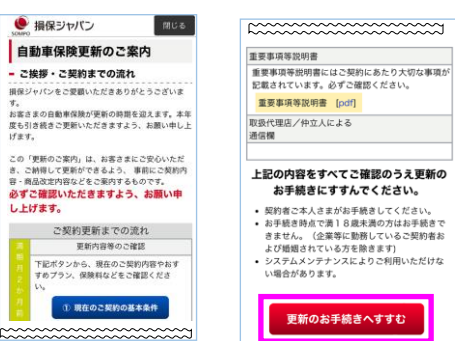 損保ジャパン
SOMPO
閉じる
自動車保険更新のご案内
ご挨拶・ご契約までの流れ
損保ジャパンをご愛顧いただきありがとうございま
す。
お客さまの自動車保険が更新の時期を迎えます。本年
度も引き続きご更新いただきますよう、お願い申し上
げます。
この「更新のご案内」は、お客さまにご安心いただ
き、ご納得して更新ができるよう、事前にご契約内
容・商品改定内容などをご案内するものです。
必ずご確認いただきますよう、お願い申
し上げます。
ご契約更新までの流れ
満
期
月
2
か
月
前
更新内容等のご確認
下記ボタンから、現在のご契約内容やおす
すめプラン、保険料などをご確認くださ
い。
① 現在のご契約の基本条件
重要事項等説明書
重要事項等説明書にはご契約にあたり大切な事項が
記載されています。必ずご確認ください。
重要事項等説明書 [pdf]
取扱代理店/仲立人による
通信欄
上記の内容をすべてご確認のうえ更新の
お手続きにすすんでください。
• 契約者ご本人さまがお手続きしてください。
• お手続き時点で満18歳未満の方はお手続きで
きません。（企業等に勤務しているご契約者お
よび婚姻されている方を除きます)
• システムメンテナンスによりご利用いただけな
い場合があります。
更新のお手続きへすすむ